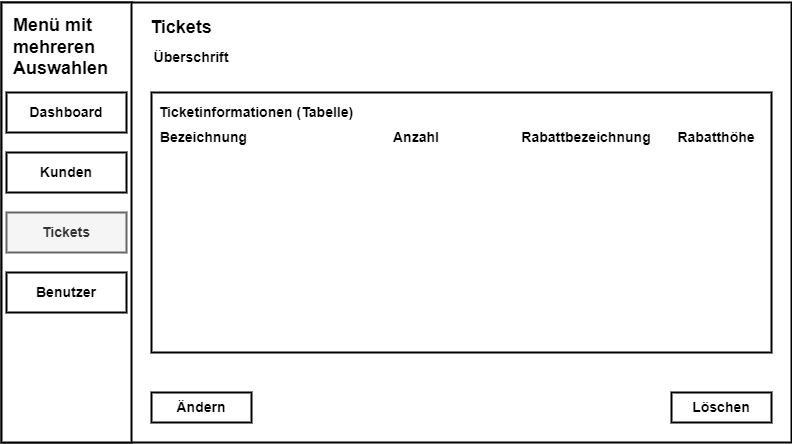 Menü mit
mehreren
Auswahlen
Dashboard
Kunden
Tickets
Benutzer
Tickets
Überschrift
Ticketinformationen (Tabelle)
Bezeichnung Anzahl Rabattbezeichnung Rabatthöhe
Ändern Löschen